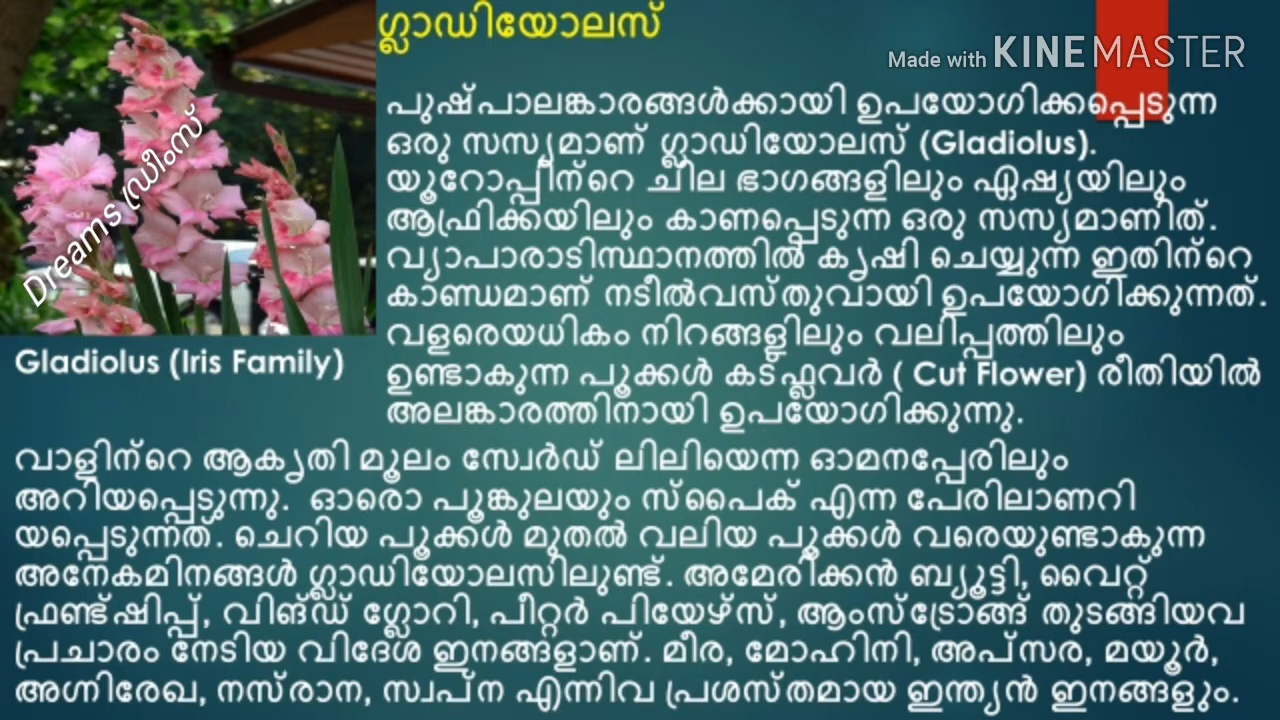 ഗ്ലാഡിയോലസ്
Made with KINEMASTER
പുഷ്പാലങ്കാരങ്ങൾക്കായി ഉപയോഗിക്കപ്പെടുന്ന
ഒരു സസ്യമാണ് ഗ്ലാഡിയോലസ് (Gladiolus).
യൂറോപ്പിന്റെ ചില ഭാഗങ്ങളിലും ഏഷ്യയിലും
ആഫ്രിക്കയിലും കാണപ്പെടുന്ന ഒരു സസ്യമാണിത്.
വ്യാപാരാടിസ്ഥാനത്തിൽ കൃഷി ചെയ്യുന്ന ഇതിന്റെ
കാണ്ഡമാണ് നടീൽവസ്തുവായി ഉപയോഗിക്കുന്നത്.
വളരെയധികം നിറങ്ങളിലും വലിപ്പത്തിലും
ഉണ്ടാകുന്ന പൂക്കൾ കട്ഫ്ലവർ ( Cut Flower) രീതിയിൽ
അലങ്കാരത്തിനായി ഉപയോഗിക്കുന്നു.
Dreams ഡ്രീംസ്
Gladiolus (Iris Family)
വാളിന്റെ ആകൃതി മൂലം സ്വേർഡ് ലിലിയെന്ന ഓമനപ്പേരിലും
അറിയപ്പെടുന്നു. ഓരൊ പൂങ്കുലയും സ്പൈക് എന്ന പേരിലാണറി
യപ്പെടുന്നത്. ചെറിയ പൂക്കൾ മുതൽ വലിയ പൂക്കൾ വരെയുണ്ടാകുന്ന
അനേകമിനങ്ങൾ ഗ്ലാഡിയോലസിലുണ്ട്. അമേരിക്കൻ ബ്യൂട്ടി, വൈറ്റ്
ഫ്രണ്ട്ഷിപ്പ്, വിങ്ഡ് ഗ്ലോറി, പീറ്റർ പിയേഴ്സ്, ആംസ്ട്രോങ്ങ് തുടങ്ങിയവ
പ്രചാരം നേടിയ വിദേശ ഇനങ്ങളാണ്. മീര, മോഹിനി, അപ്സര, മയൂർ,
അഗ്നിരേഖ, നസ്രാന, സ്വപ്ന എന്നിവ പ്രശസ്തമായ ഇന്ത്യൻ ഇനങ്ങളും.